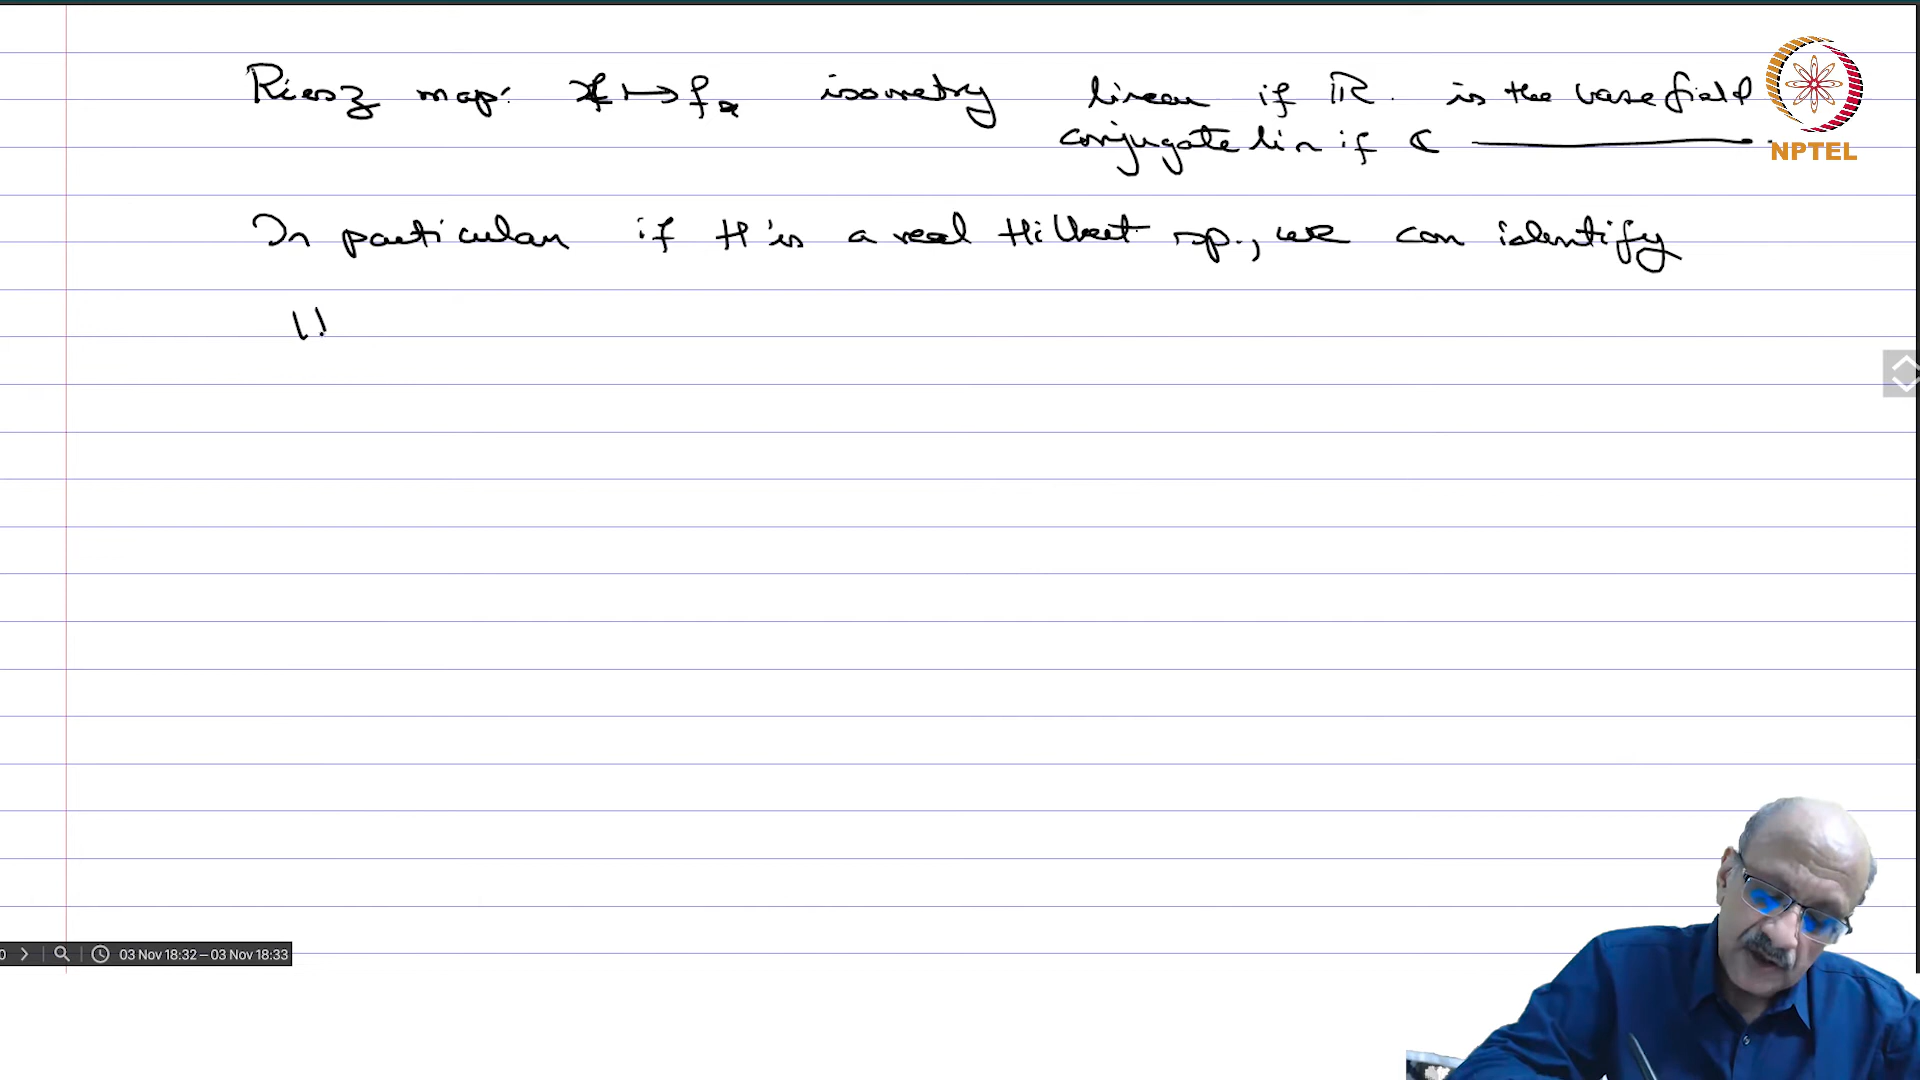 Riesz map: x ↦ f_x isometry linear if ℝ. is the base field
conjugate lin if ℂ ————
NPTEL
In particular if H is a real Hilbert sp., we can identify
03 Nov 18:32 – 03 Nov 18:33